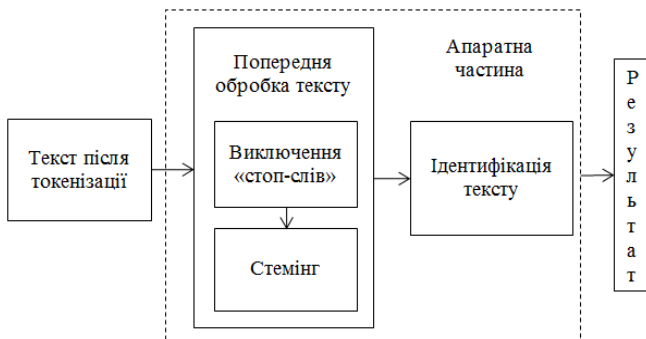 Текст після
токенізації
Попередня
обробка тексту
Виключення
«стоп-слів»
Стемінг
Апаратна
частина
Ідентифікація
тексту
Р
е
з
у
л
ь
т
а
т